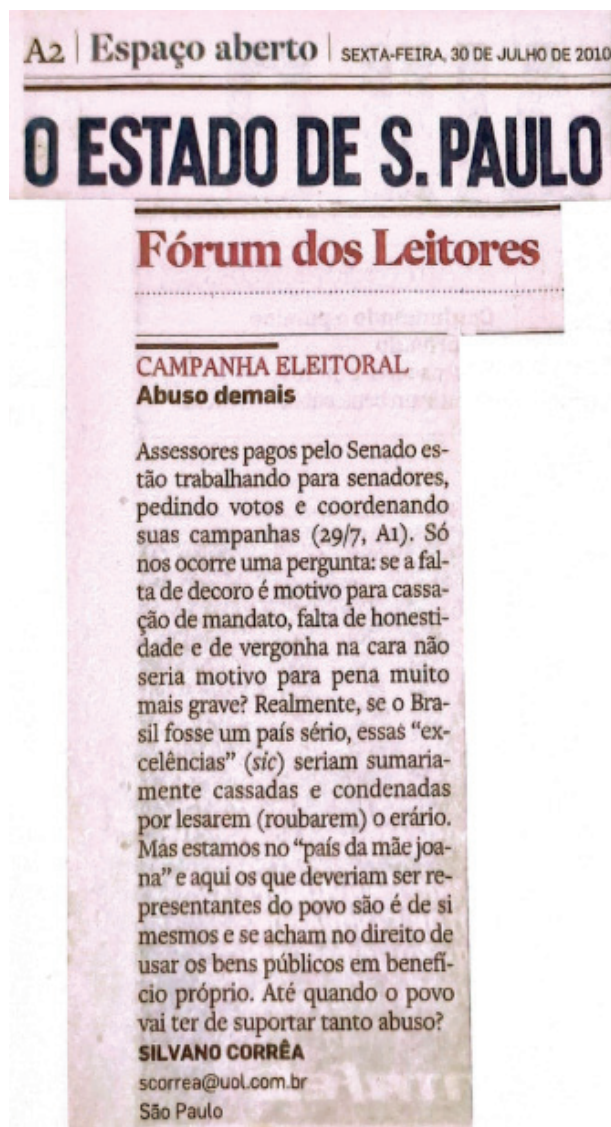 A2 | Espaço aberto | SEXTA-FEIRA, 30 DE JULHO DE 2010
O ESTADO DE S. PAULO
Fórum dos Leitores
CAMPANHA ELEITORAL
Abuso demais
Assessores pagos pelo Senado es-
tão trabalhando para senadores,
pedindo votos e coordenando
suas campanhas (29/7, A1). Só
nos ocorre uma pergunta: se a fal-
ta de decoro é motivo para cassa-
ção de mandato, falta de honesti-
dade e de vergonha na cara não
seria motivo para pena muito
mais grave? Realmente, se o Bra-
sil fosse um país sério, essas “ex-
celências” (sic) seriam sumaria-
mente cassadas e condenadas
por lesarem (roubarem) o erário.
Mas estamos no “país da mãe joa-
na” e aqui os que deveriam ser re-
presentantes do povo são é de si
mesmos e se acham no direito de
usar os bens públicos em benefí-
cio próprio. Até quando o povo
vai ter de suportar tanto abuso?
SILVANO CORRÊA
scorrea@uol.com.br
São Paulo